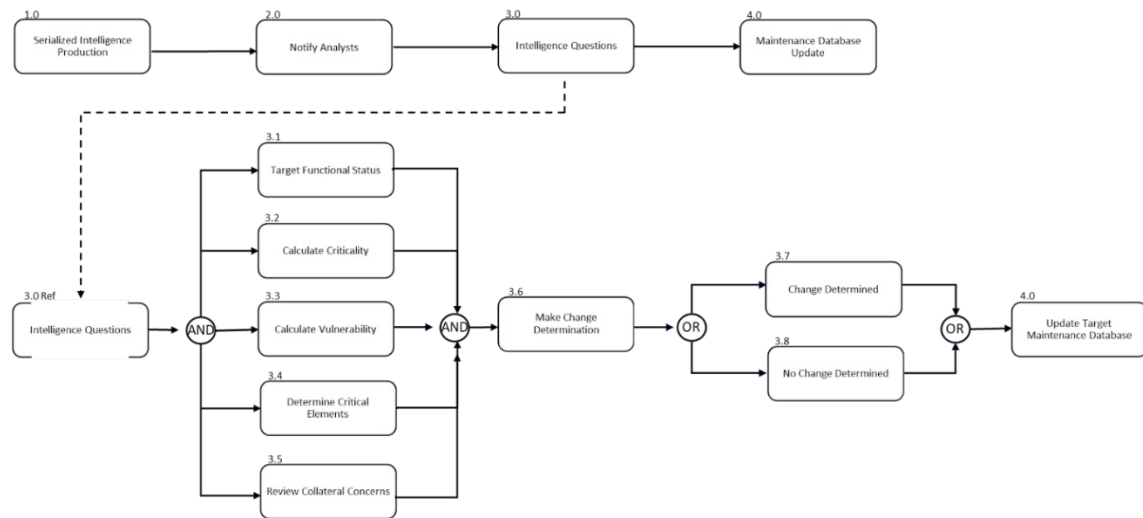 1.0
Serialized Intelligence
Production
2.0
Notify Analysts
3.0
Intelligence Questions
4.0
Maintenance Database
Update
3.1
Target Functional Status
3.2
Calculate Criticality
3.0 Ref
Intelligence Questions
AND
3.3
Calculate Vulnerability
AND
3.4
Determine Critical
Elements
3.5
Review Collateral Concerns
3.6
Make Change
Determination
OR
3.7
Change Determined
3.8
No Change Determined
OR
4.0
Update Target
Maintenance Database